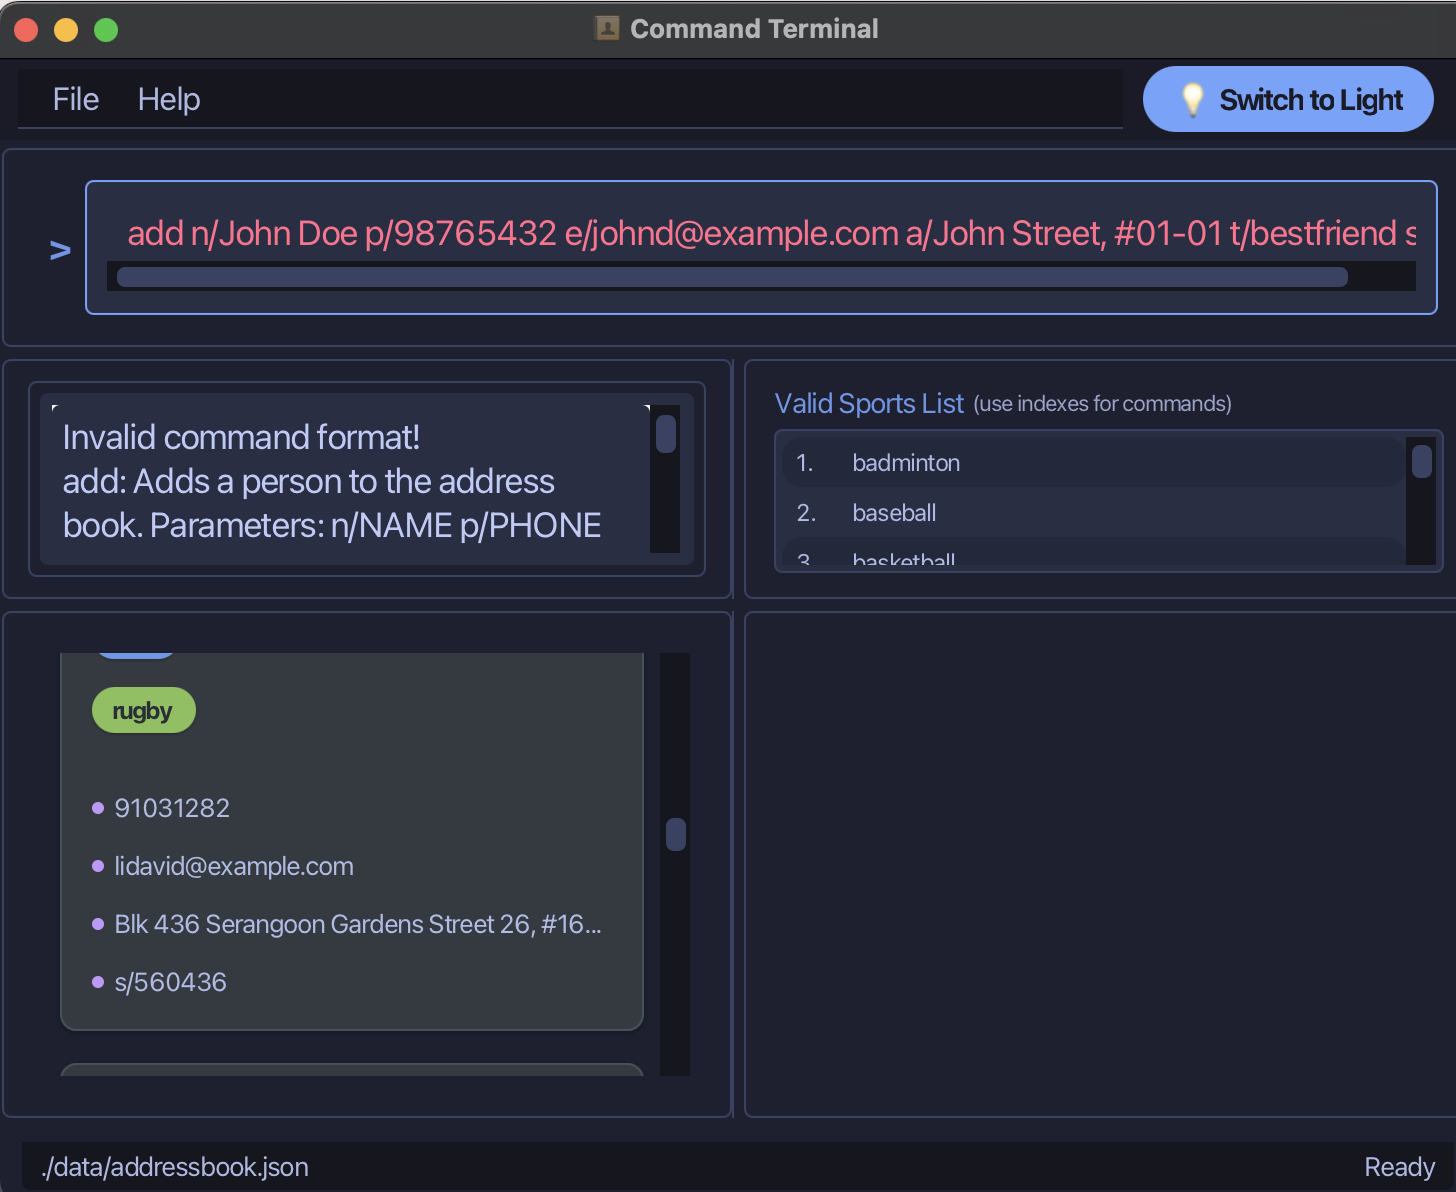 Command Terminal
File Help
Switch to Light
> add n/John Doe p/98765432 e/johnd@example.com a/John Street, #01-01 t/bestfriend s
Invalid command format!
add: Adds a person to the address
book. Parameters: n/NAME p/PHONE
Valid Sports List (use indexes for commands)
1. badminton
2. baseball
3. basketball
rugby
91031282
lidavid@example.com
Blk 436 Serangoon Gardens Street 26, #16...
s/560436
./data/addressbook.json
Ready